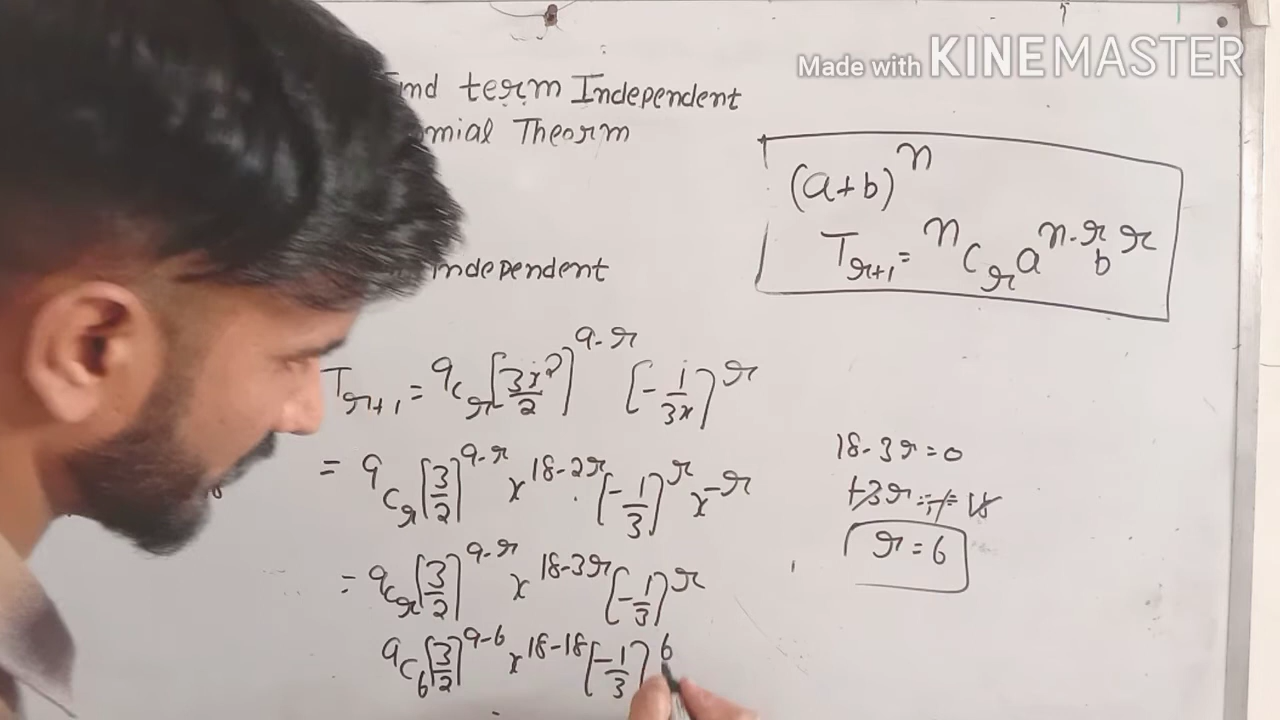 Made with KINEMASTER
ind term Independent
omial Theorm
(a+b)^n
T_{r+1} = ^nC_r a^{n-r} b^r
independent
T_{r+1} = ^9C_r [3x²/2]^{9-r} [-1/3x]^r
= ^9C_r [3/2]^{9-r} x^{18-2r} . [-1/3]^r x^{-r}
= ^9C_r [3/2]^{9-r} x^{18-3r} [-1/3]^r
^9C_6 [3/2]^{9-6} x^{18-18} [-1/3]^6
18-3r=0
+3r = + 18
r = 6